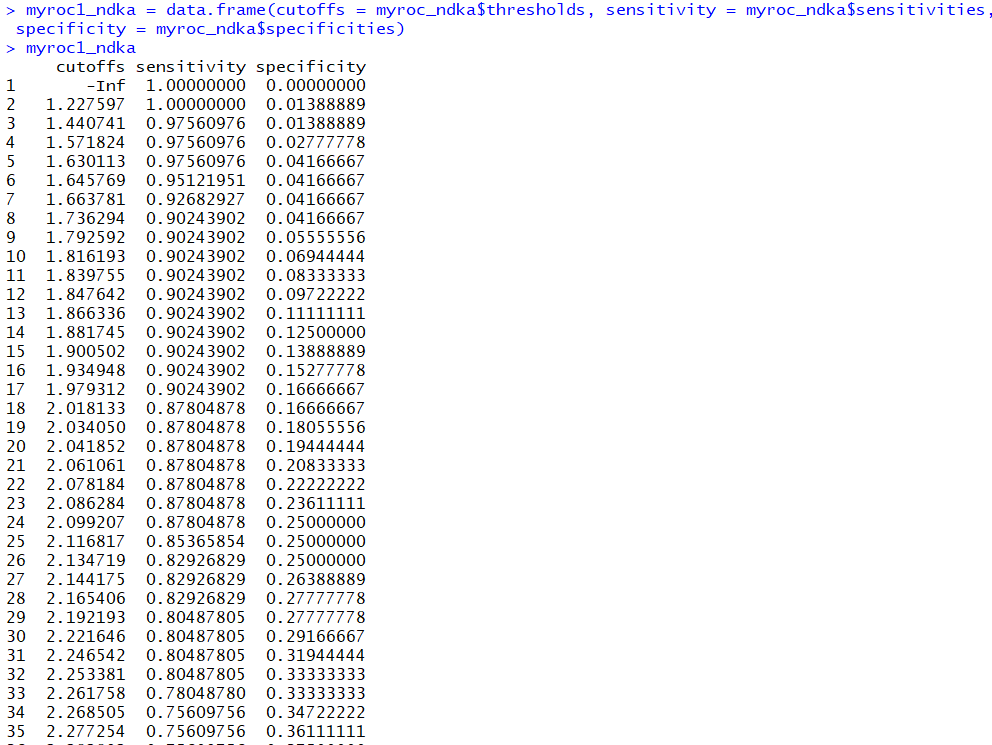 > myroc1_ndka = data.frame(cutoffs = myroc_ndka$thresholds, sensitivity = myroc_ndka$sensitivities,
specificity = myroc_ndka$specificities)
> myroc1_ndka
cutoffs sensitivity specificity
1 -Inf 1.00000000 0.00000000
2 1.227597 1.00000000 0.01388889
3 1.440741 0.97560976 0.01388889
4 1.571824 0.97560976 0.02777778
5 1.630113 0.97560976 0.04166667
6 1.645769 0.95121951 0.04166667
7 1.663781 0.92682927 0.04166667
8 1.736294 0.90243902 0.04166667
9 1.792592 0.90243902 0.05555556
10 1.816193 0.90243902 0.06944444
11 1.839755 0.90243902 0.08333333
12 1.847642 0.90243902 0.09722222
13 1.866336 0.90243902 0.11111111
14 1.881745 0.90243902 0.12500000
15 1.900502 0.90243902 0.13888889
16 1.934948 0.90243902 0.15277778
17 1.979312 0.90243902 0.16666667
18 2.018133 0.87804878 0.16666667
19 2.034050 0.87804878 0.18055556
20 2.041852 0.87804878 0.19444444
21 2.061061 0.87804878 0.20833333
22 2.078184 0.87804878 0.22222222
23 2.086284 0.87804878 0.23611111
24 2.099207 0.87804878 0.25000000
25 2.116817 0.85365854 0.25000000
26 2.134719 0.82926829 0.25000000
27 2.144175 0.82926829 0.26388889
28 2.165406 0.82926829 0.27777778
29 2.192193 0.80487805 0.27777778
30 2.221646 0.80487805 0.29166667
31 2.246542 0.80487805 0.31944444
32 2.253381 0.80487805 0.33333333
33 2.261758 0.78048780 0.33333333
34 2.268505 0.75609756 0.34722222
35 2.277254 0.75609756 0.36111111